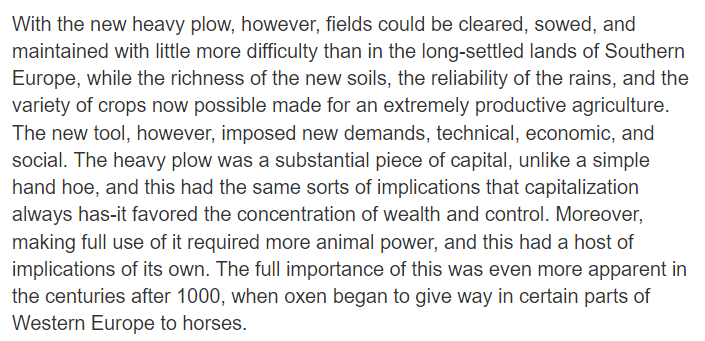 With the new heavy plow, however, fields could be cleared, sowed, and
maintained with little more difficulty than in the long-settled lands of Southern
Europe, while the richness of the new soils, the reliability of the rains, and the
variety of crops now possible made for an extremely productive agriculture.
The new tool, however, imposed new demands, technical, economic, and
social. The heavy plow was a substantial piece of capital, unlike a simple
hand hoe, and this had the same sorts of implications that capitalization
always has-it favored the concentration of wealth and control. Moreover,
making full use of it required more animal power, and this had a host of
implications of its own. The full importance of this was even more apparent in
the centuries after 1000, when oxen began to give way in certain parts of
Western Europe to horses.